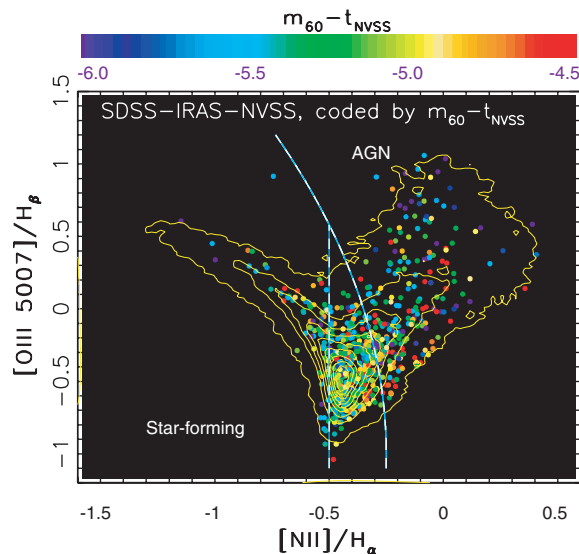 m60−tNVSS
-6.0 -5.5 -5.0 -4.5
SDSS−IRAS−NVSS, coded by m60−tNVSS
AGN
Star-forming
[OIII 5007]/Hβ
1.5
1
0.5
0
−0.5
−1
-1.5 -1 -0.5 0 0.5
[NII]/Hα